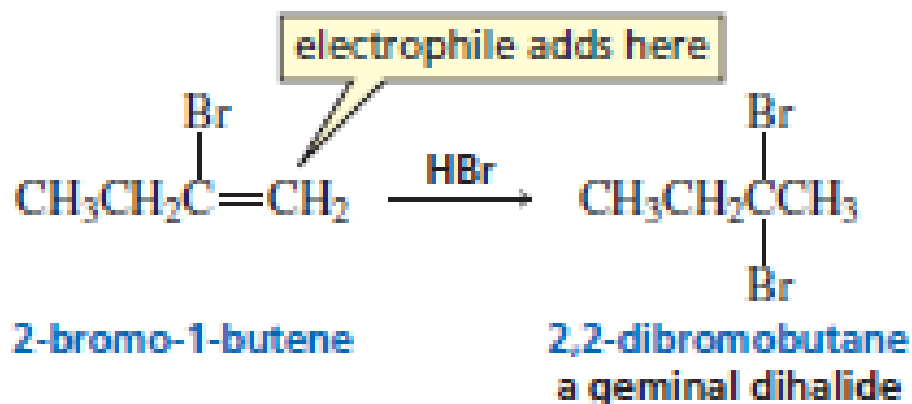 electrophile adds here
Br
CH₃CH₂C=CH₂
HBr
Br
CH₃CH₂CCH₃
Br
2-bromo-1-butene
2,2-dibromobutane
a geminal dihalide